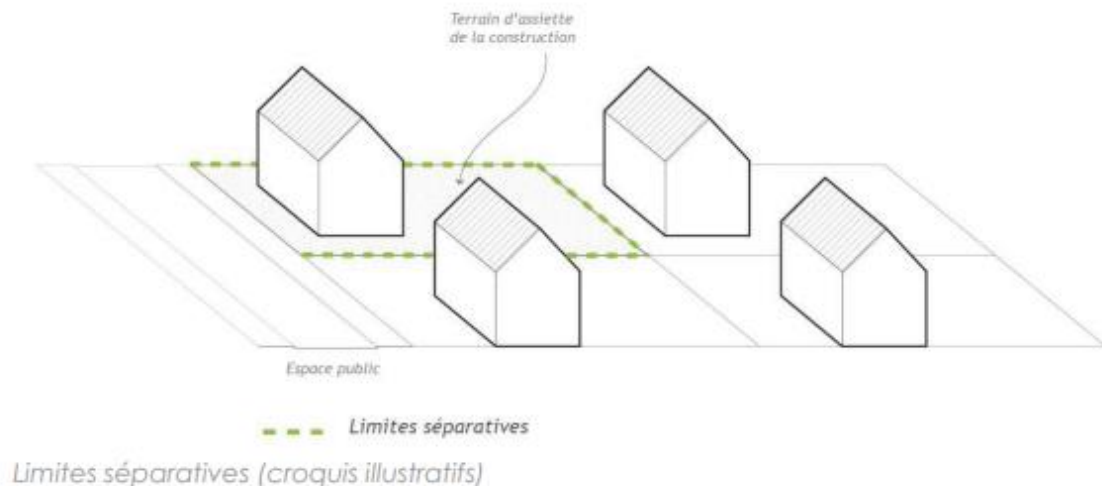 Terrain d'assiette
de la construction
Espace public
Limites séparatives
Limites séparatives (croquis illustratifs)